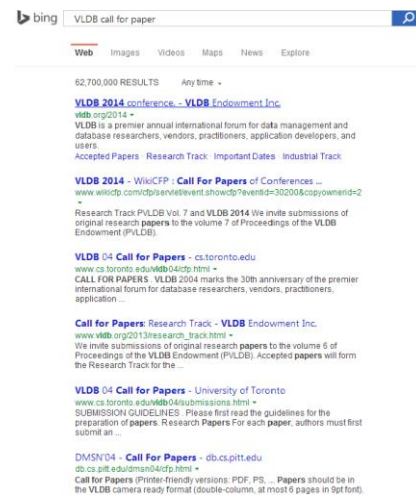 bing VLDB call for paper
Web Images Videos Maps News Explore
62,700,000 RESULTS Any time
VLDB 2014 conference. - VLDB Endowment Inc.
vldb.org/2014
VLDB is a premier annual international forum for data management and
database researchers, vendors, practitioners, application developers, and
users.
Accepted Papers · Research Track · Important Dates · Industrial Track
VLDB 2014 - WikiCFP : Call For Papers of Conferences ...
www.wikicfp.com/cfp/servlet/event.showcfp?eventid=30200&copyownerid=2
Research Track PVLDB Vol. 7 and VLDB 2014 We invite submissions of
original research papers to the volume 7 of Proceedings of the VLDB
Endowment (PVLDB).
VLDB 04 Call for Papers - cs.toronto.edu
www.cs.toronto.edu/vldb04/cfp.html
CALL FOR PAPERS . VLDB 2004 marks the 30th anniversary of the premier
international forum for database researchers, vendors, practitioners,
application ...
Call for Papers: Research Track - VLDB Endowment Inc.
www.vldb.org/2013/research_track.html
We invite submissions of original research papers to the volume 6 of
Proceedings of the VLDB Endowment (PVLDB). Accepted papers will form
the Research Track for the ...
VLDB 04 Call for Papers - University of Toronto
www.cs.toronto.edu/vldb04/submissions.html
SUBMISSION GUIDELINES . Please first read the guidelines for the
preparation of papers. Research Papers For each paper, authors must first
submit an ...
DMSN'04 - Call For Papers - db.cs.pitt.edu
db.cs.pitt.edu/dmsn04/cfp.html
Call for Papers (Printer-friendly versions: PDF, PS, ... Papers should be in
the VLDB camera ready format (double-column, at most 6 pages in 9pt font).